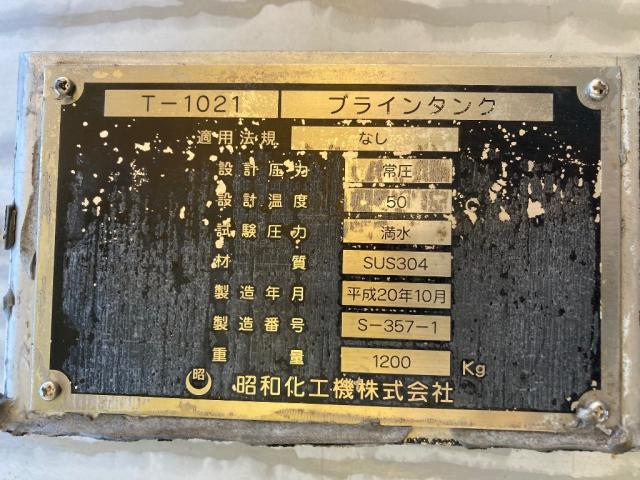 T-1021 ブラインタンク
適用法規 なし
設計圧力 常圧
設計温度 50
試験圧力 満水
材質 SUS304
製造年月 平成20年10月
製造番号 S-357-1
重量 1200 Kg
昭 昭和化工機株式会社